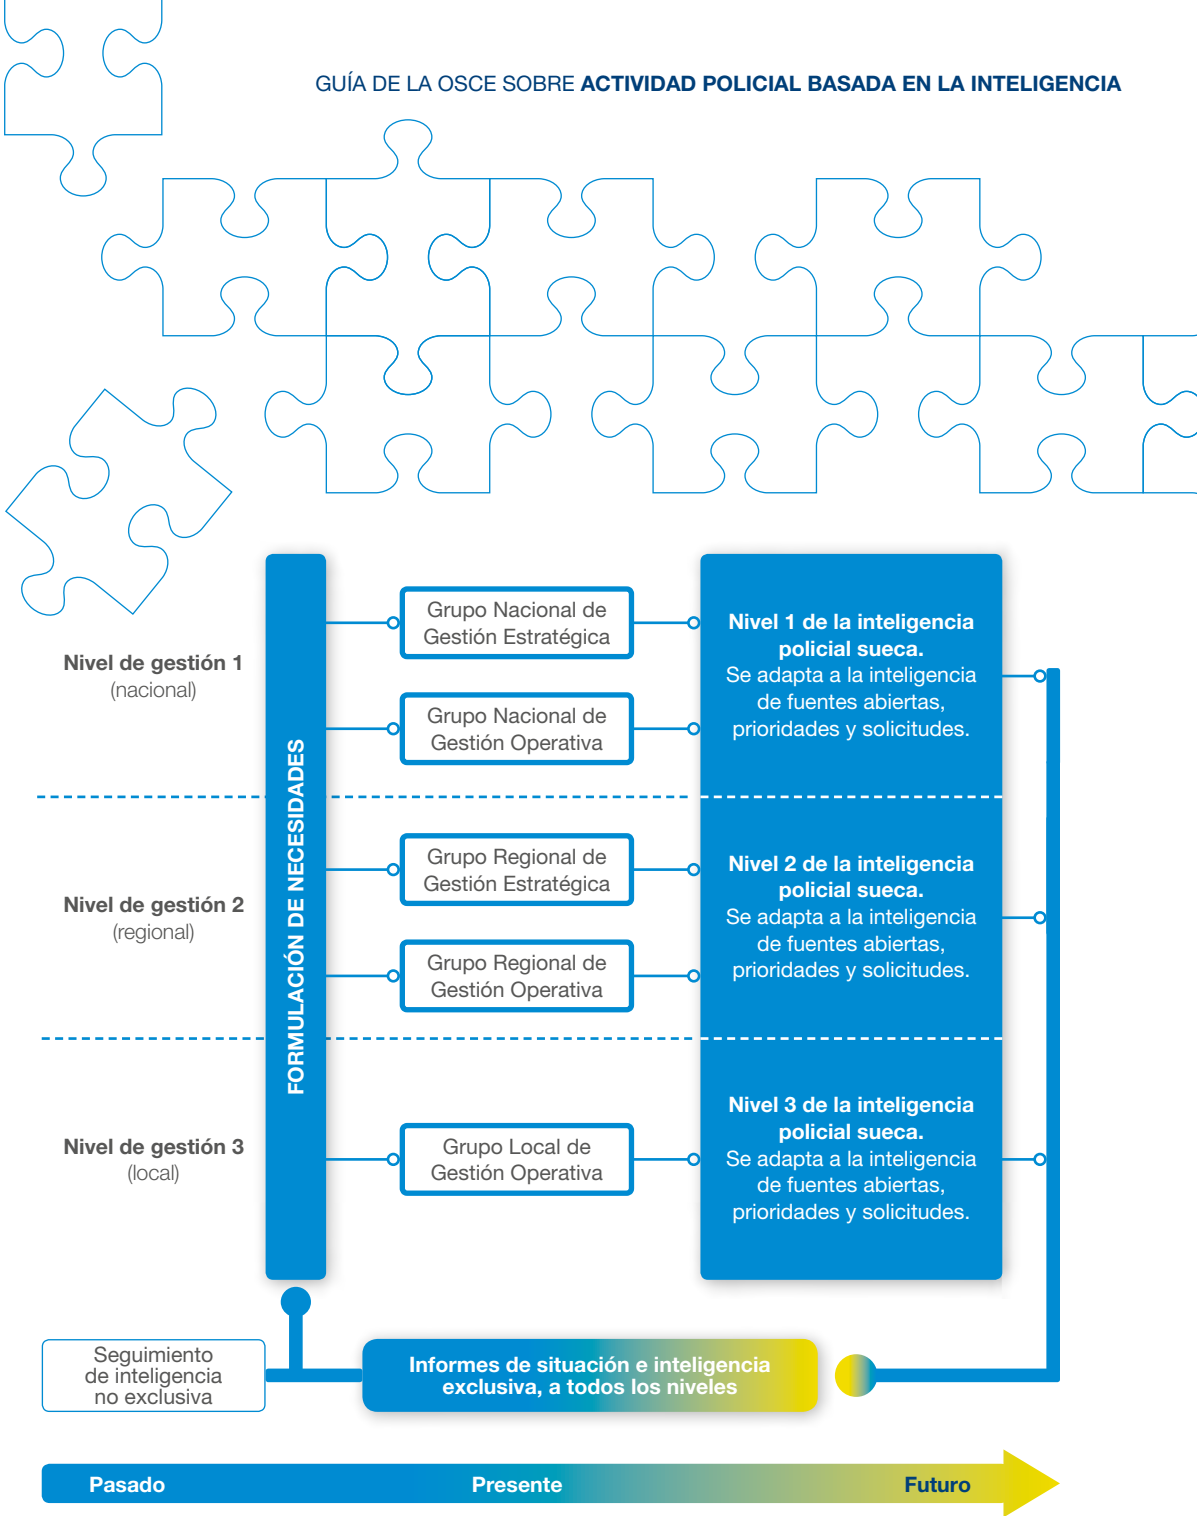 GUÍA DE LA OSCE SOBRE ACTIVIDAD POLICIAL BASADA EN LA INTELIGENCIA
Nivel de gestión 1
(nacional)
FORMULACIÓN DE NECESIDADES
Grupo Nacional de
Gestión Estratégica
Grupo Nacional de
Gestión Operativa
Nivel 1 de la inteligencia
policial sueca.
Se adapta a la inteligencia
de fuentes abiertas,
prioridades y solicitudes.
Nivel de gestión 2
(regional)
Grupo Regional de
Gestión Estratégica
Grupo Regional de
Gestión Operativa
Nivel 2 de la inteligencia
policial sueca.
Se adapta a la inteligencia
de fuentes abiertas,
prioridades y solicitudes.
Nivel de gestión 3
(local)
Grupo Local de
Gestión Operativa
Nivel 3 de la inteligencia
policial sueca.
Se adapta a la inteligencia
de fuentes abiertas,
prioridades y solicitudes.
Seguimiento
de inteligencia
no exclusiva
Informes de situación e inteligencia
exclusiva, a todos los niveles
Pasado
Presente
Futuro